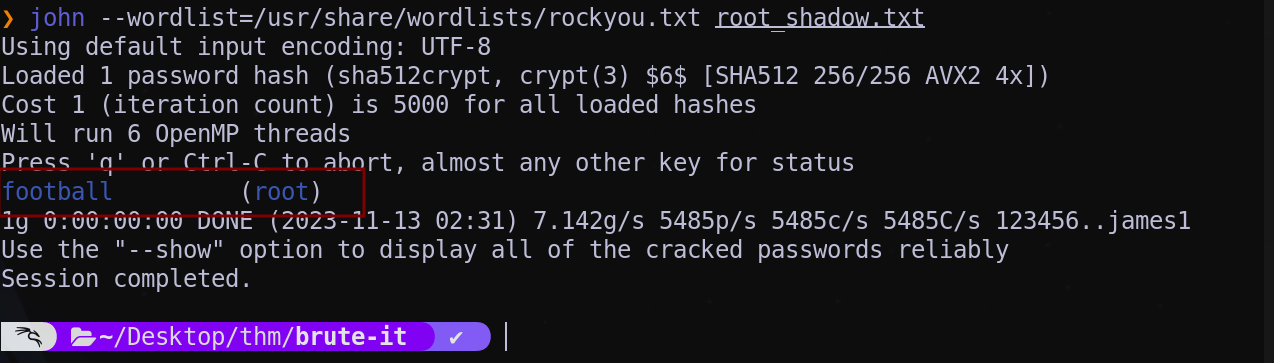 ❯ john --wordlist=/usr/share/wordlists/rockyou.txt root_shadow.txt
Using default input encoding: UTF-8
Loaded 1 password hash (sha512crypt, crypt(3) $6$ [SHA512 256/256 AVX2 4x])
Cost 1 (iteration count) is 5000 for all loaded hashes
Will run 6 OpenMP threads
Press 'q' or Ctrl-C to abort, almost any other key for status
football         (root)
1g 0:00:00:00 DONE (2023-11-13 02:31) 7.142g/s 5485p/s 5485c/s 5485C/s 123456..james1
Use the "--show" option to display all of the cracked passwords reliably
Session completed.
~/Desktop/thm/brute-it ✔